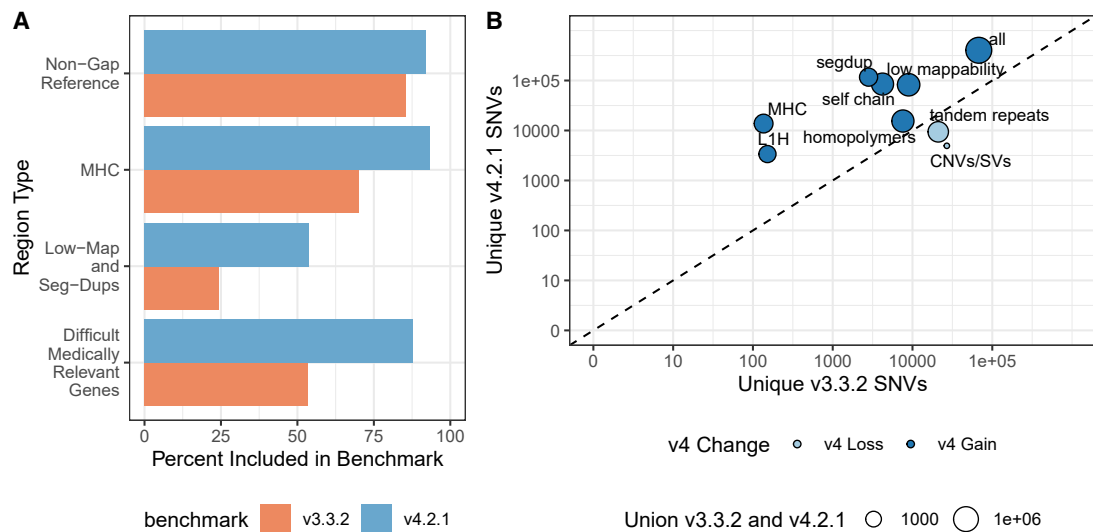 A
Non−Gap
Reference
MHC
Low−Map
and
Seg−Dups
Difficult
Medically
Relevant
Genes
Region Type
0
25
50
75
100
Percent Included in Benchmark
benchmark
v3.3.2
v4.2.1
B
Unique v4.2.1 SNVs
1e+05
10000
1000
100
10
0
all
segdup
low mappability
self chain
MHC
tandem repeats
L1H
homopolymers
CNVs/SVs
0
10
100
1000
10000
1e+05
Unique v3.3.2 SNVs
v4 Change
v4 Loss
v4 Gain
Union v3.3.2 and v4.2.1
1000
1e+06